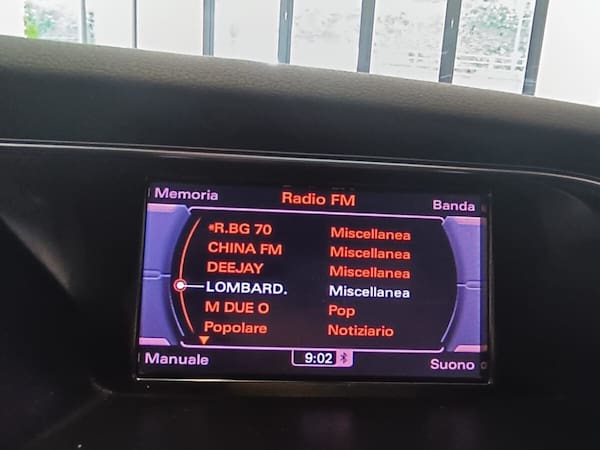 Memoria Radio FM Banda
*R.BG 70 Miscellanea
CHINA FM Miscellanea
DEEJAY Miscellanea
LOMBARD. Miscellanea
M DUE O Pop
Popolare Notiziario
Manuale 9:02 Suono